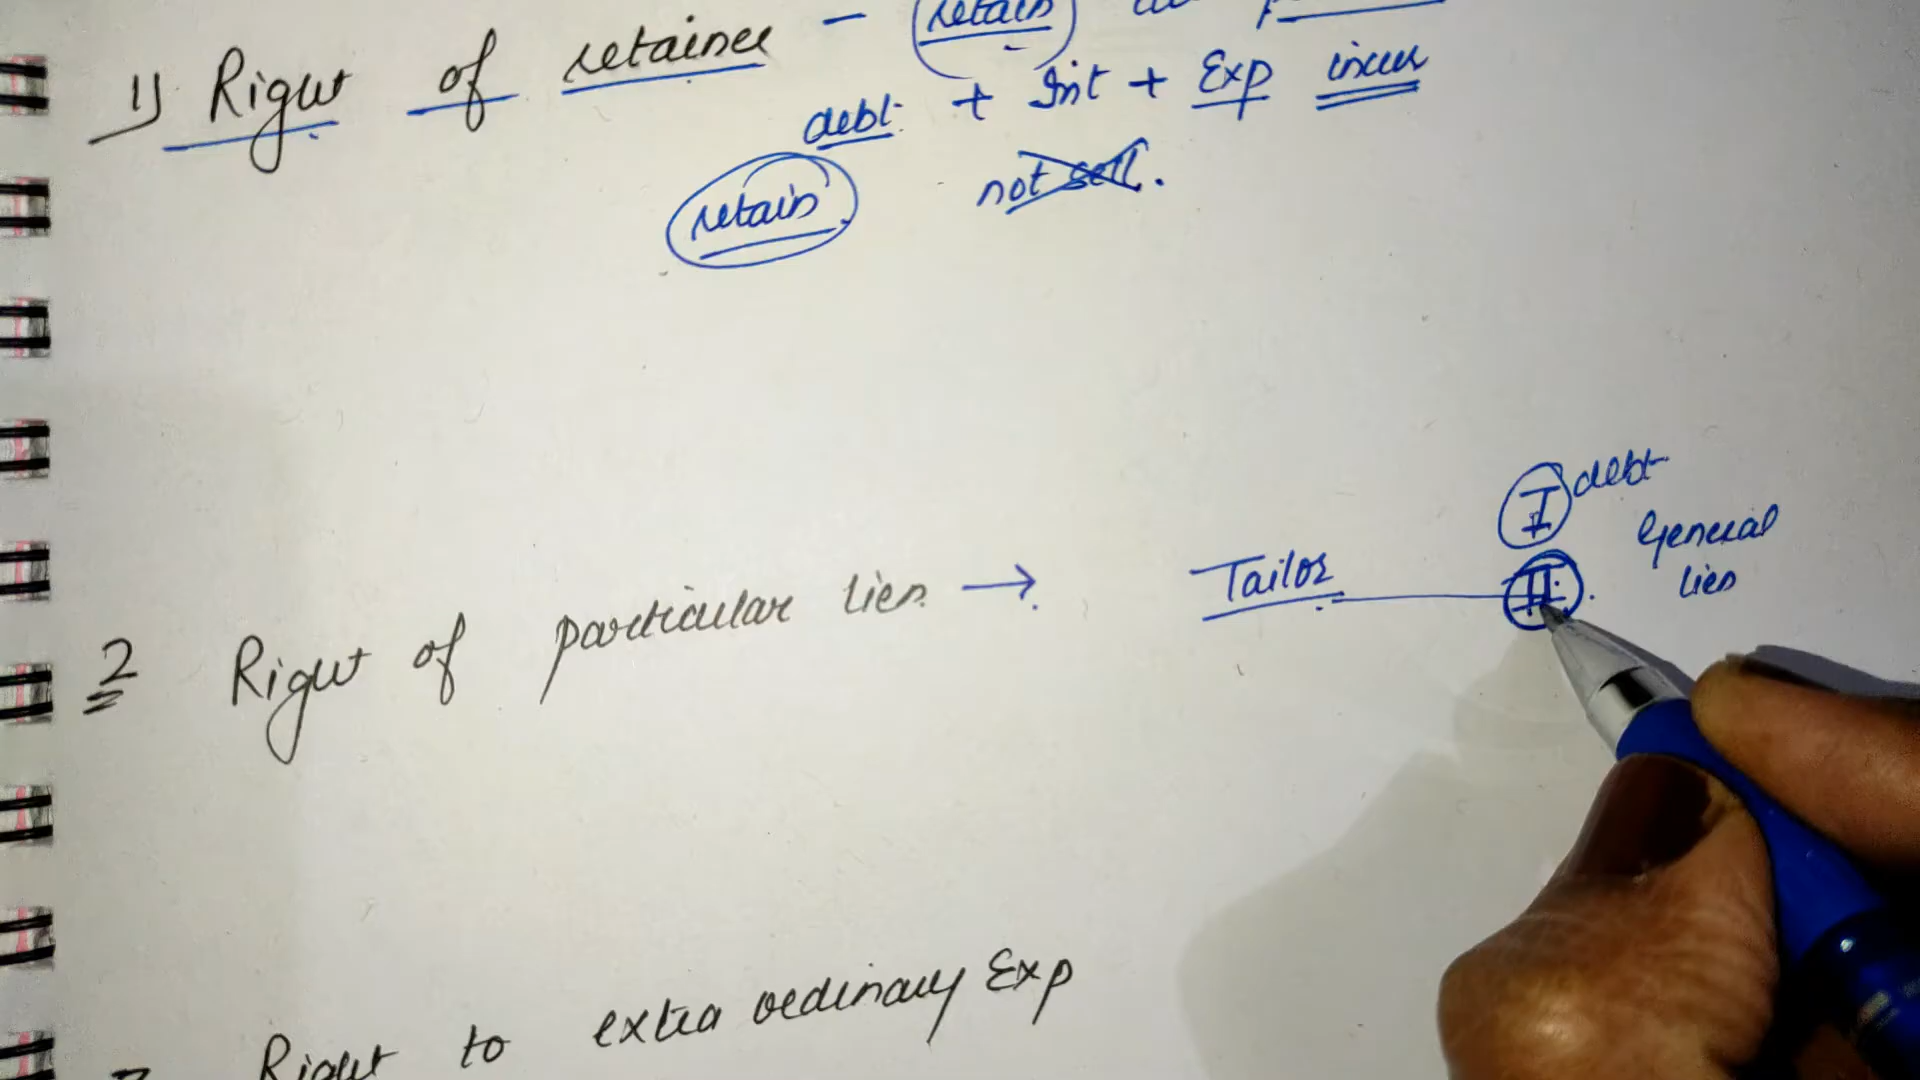 1) Right of retainer - retain
debt + Int + Exp incur
retain not sell.
I debt
General
2 Right of particular lien → Tailor II. lien
Right to extra ordinary Exp